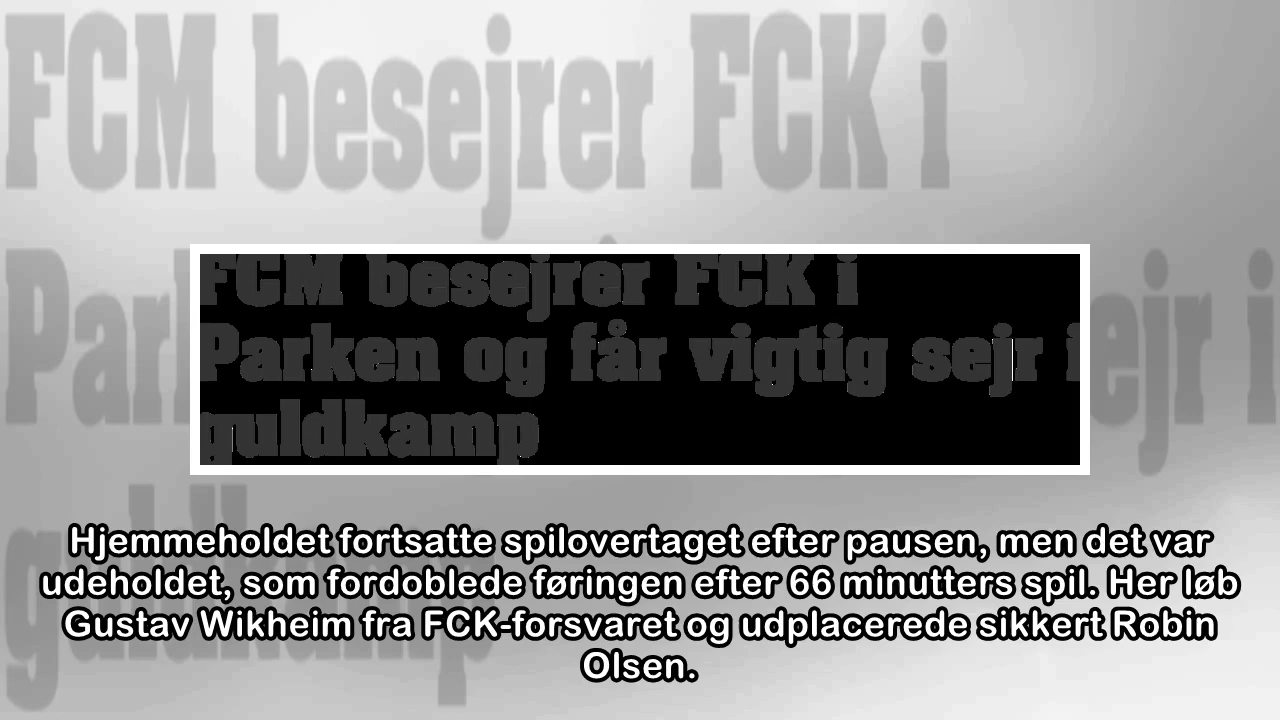 FCM besejrer FCK i
Parken og får vigtig sejr i
guldkamp
Hjemmeholdet fortsatte spilovertaget efter pausen, men det var
udeholdet, som fordoblede føringen efter 66 minutters spil. Her løb
Gustav Wikheim fra FCK-forsvaret og udplacerede sikkert Robin
Olsen.